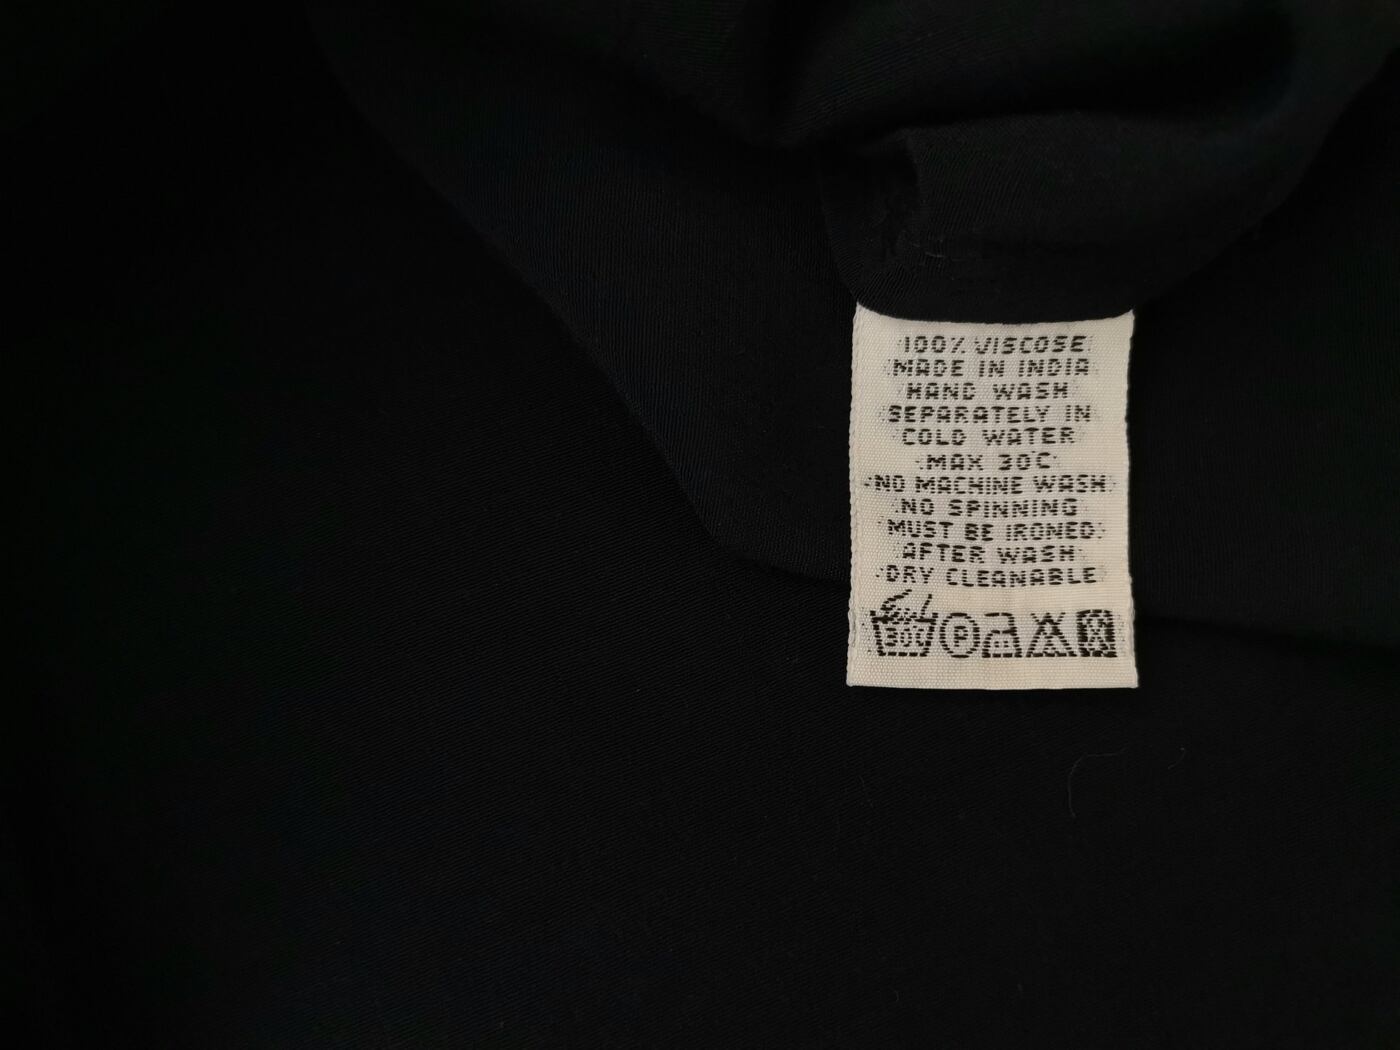 100% VISCOSE
MADE IN INDIA
HAND WASH
SEPARATELY IN
COLD WATER
MAX 30°C
NO MACHINE WASH
NO SPINNING
MUST BE IRONED
AFTER WASH
DRY CLEANABLE
30°C P